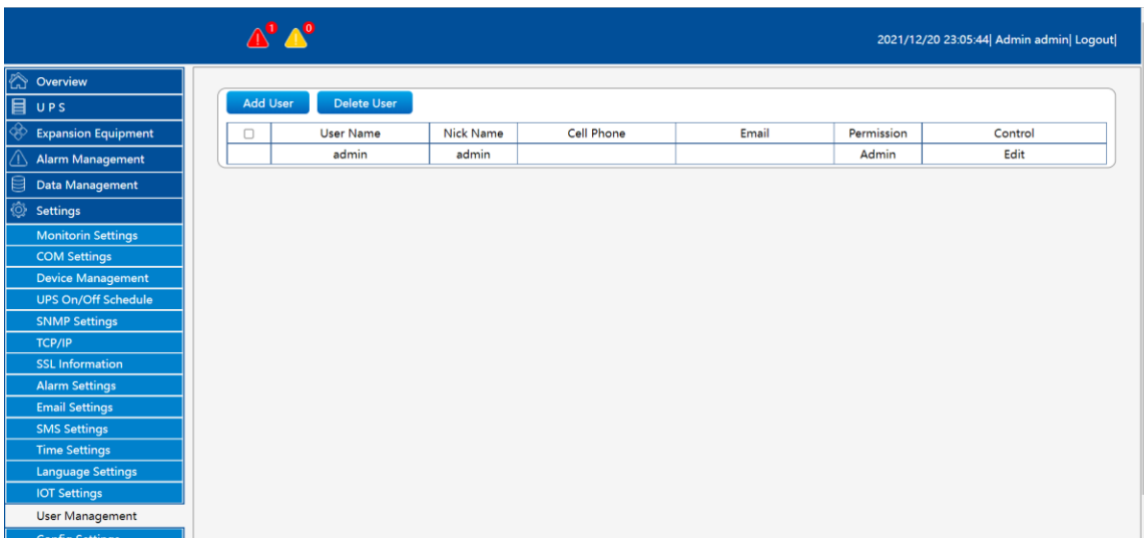 1 0
2021/12/20 23:05:44| Admin admin| Logout|
Overview
U P S
Expansion Equipment
Alarm Management
Data Management
Settings
Monitorin Settings
COM Settings
Device Management
UPS On/Off Schedule
SNMP Settings
TCP/IP
SSL Information
Alarm Settings
Email Settings
SMS Settings
Time Settings
Language Settings
IOT Settings
User Management
Config Settings
Add User Delete User
User Name Nick Name Cell Phone Email Permission Control
admin admin Admin Edit